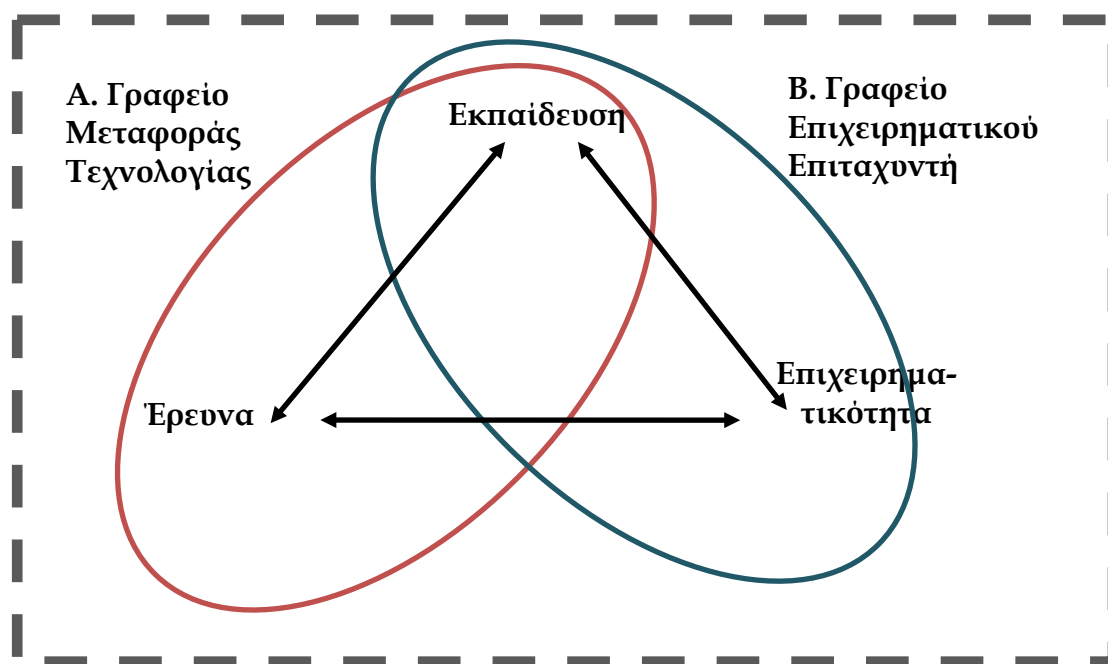 Α. Γραφείο
Μεταφοράς
Τεχνολογίας
Εκπαίδευση
Β. Γραφείο
Επιχειρηματικού
Επιταχυντή
Έρευνα
Επιχειρημα-
τικότητα